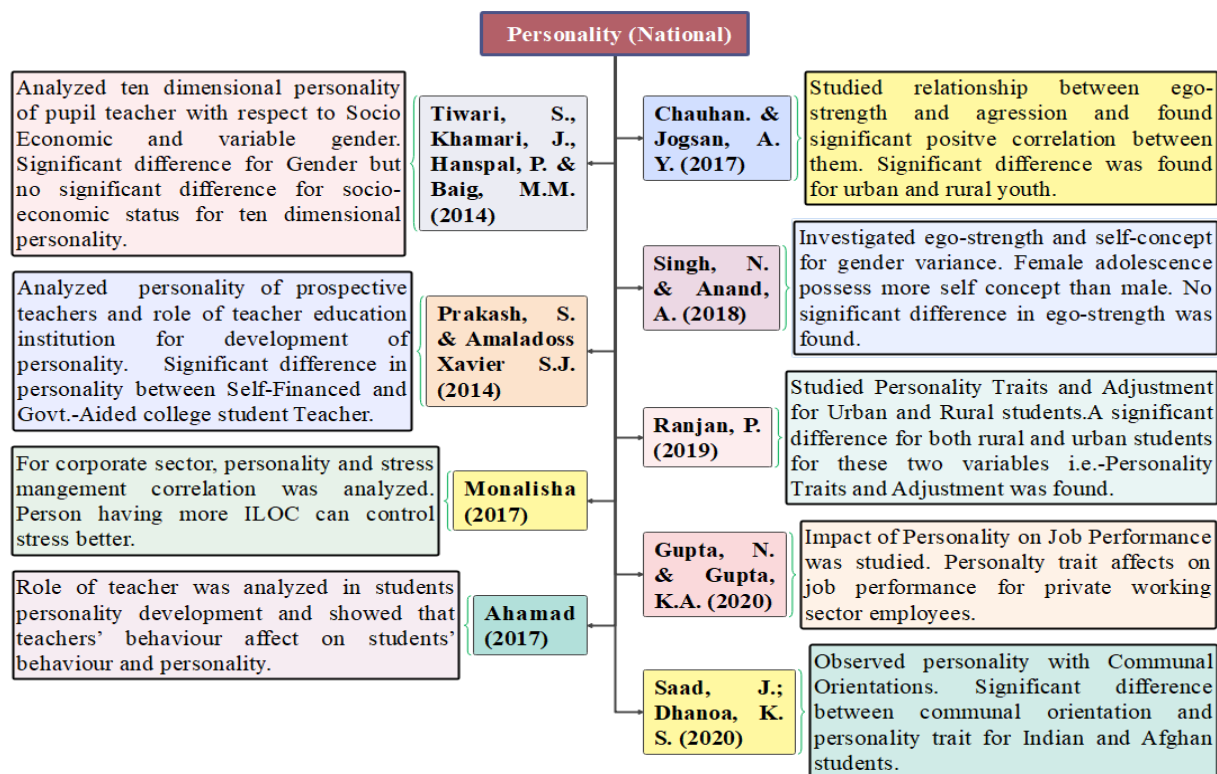 Personality (National)
Analyzed ten dimensional personality
of pupil teacher with respect to Socio
Economic and variable gender.
Significant difference for Gender but
no significant difference for socio-
economic status for ten dimensional
personality.
Tiwari, S.,
Khamari, J.,
Hanspal, P. &
Baig, M.M.
(2014)
Analyzed personality of prospective
teachers and role of teacher education
institution for development of
personality. Significant difference in
personality between Self-Financed and
Govt.-Aided college student Teacher.
Prakash, S.
& Amaladoss
Xavier S.J.
(2014)
For corporate sector, personality and stress
mangement correlation was analyzed.
Person having more ILOC can control
stress better.
Monalisha
(2017)
Role of teacher was analyzed in students
personality development and showed that
teachers' behaviour affect on students'
behaviour and personality.
Ahamad
(2017)
Chauhan. &
Jogsan, A.
Y. (2017)
Studied relationship between ego-
strength and agression and found
significant positve correlation between
them. Significant difference was found
for urban and rural youth.
Singh, N.
& Anand,
A. (2018)
Investigated ego-strength and self-concept
for gender variance. Female adolescence
possess more self concept than male. No
significant difference in ego-strength was
found.
Ranjan, P.
(2019)
Studied Personality Traits and Adjustment
for Urban and Rural students.A significant
difference for both rural and urban students
for these two variables i.e.-Personality
Traits and Adjustment was found.
Gupta, N.
& Gupta,
K.A. (2020)
Impact of Personality on Job Performance
was studied. Personalty trait affects on
job performance for private working
sector employees.
Saad, J.;
Dhanoa, K.
S. (2020)
Observed personality with Communal
Orientations. Significant difference
between communal orientation and
personality trait for Indian and Afghan
students.